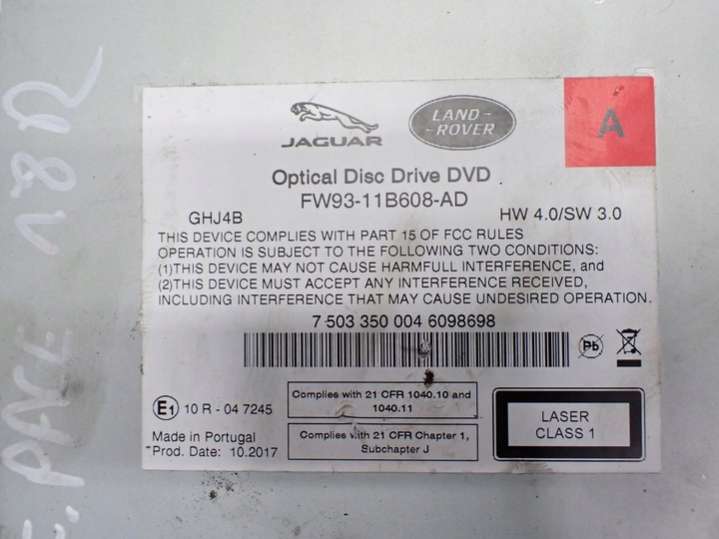 E.PACE 18R
JAGUAR
LAND-
-ROVER
A
Optical Disc Drive DVD
FW93-11B608-AD
GHJ4B HW 4.0/SW 3.0
THIS DEVICE COMPLIES WITH PART 15 OF FCC RULES
OPERATION IS SUBJECT TO THE FOLLOWING TWO CONDITIONS:
(1)THIS DEVICE MAY NOT CAUSE HARMFULL INTERFERENCE, and
(2)THIS DEVICE MUST ACCEPT ANY INTERFERENCE RECEIVED,
INCLUDING INTERFERENCE THAT MAY CAUSE UNDESIRED OPERATION.
7 503 350 004 6098698
Pb
E1 10 R - 04 7245
Complies with 21 CFR 1040.10 and
1040.11
Made in Portugal
Prod. Date: 10.2017
Complies with 21 CFR Chapter 1,
Subchapter J
LASER
CLASS 1